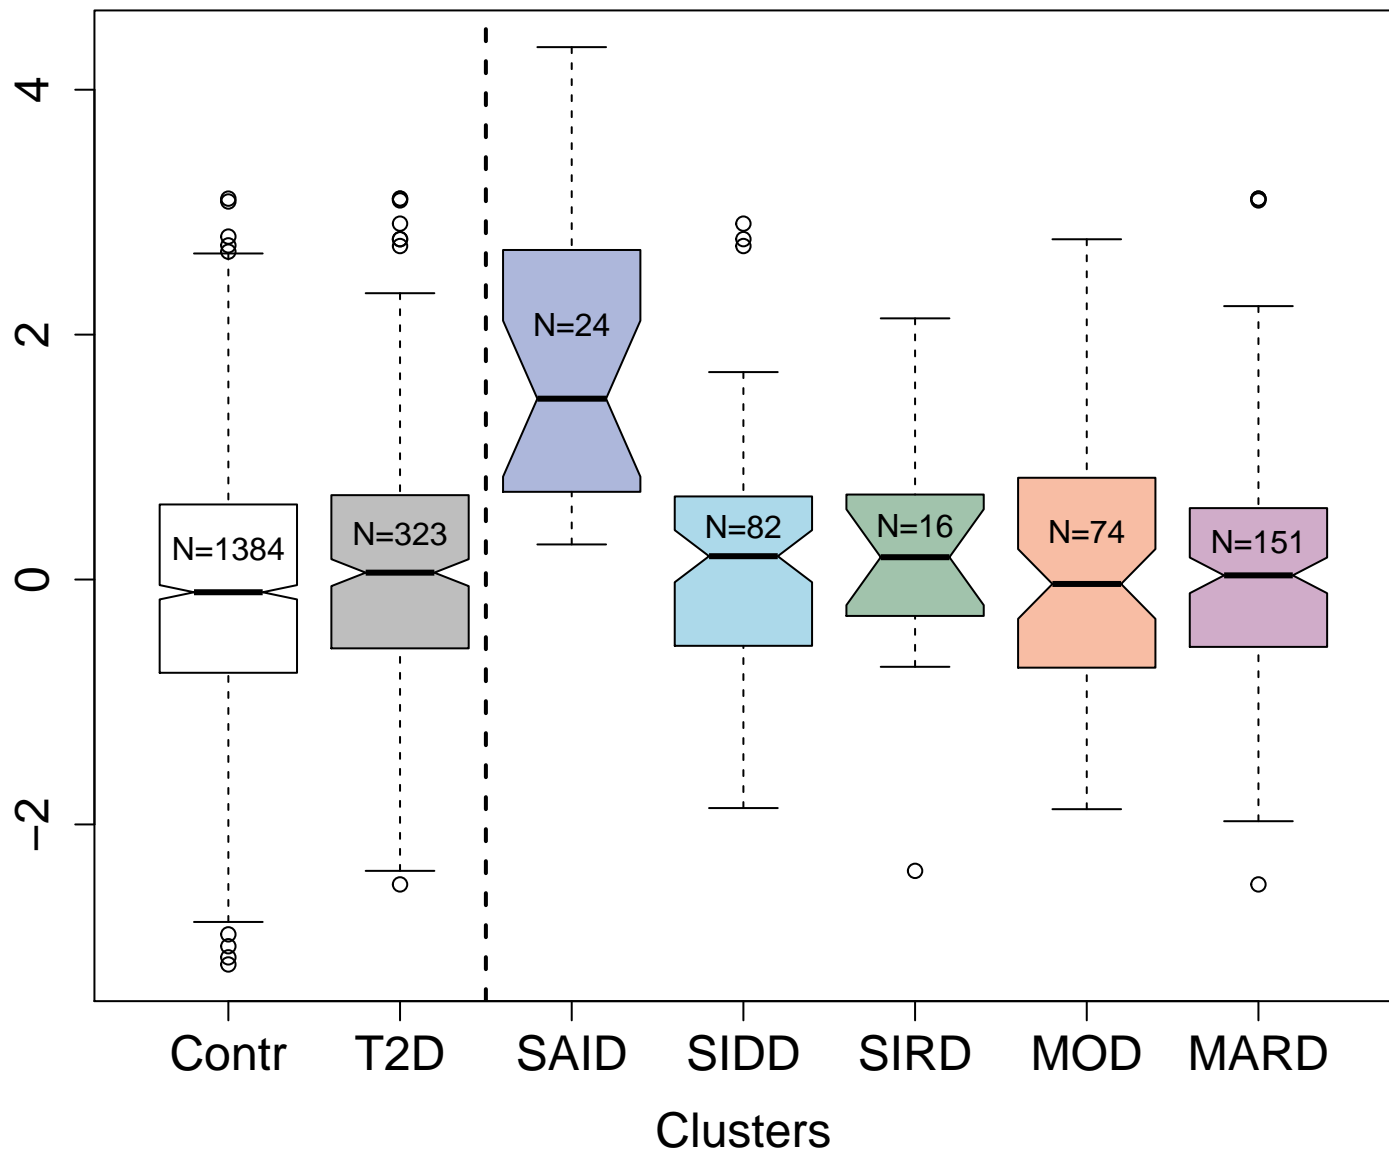 4
2
0
−2
N=1384
N=323
N=24
N=82
N=16
N=74
N=151
Contr T2D SAID SIDD SIRD MOD MARD
Clusters